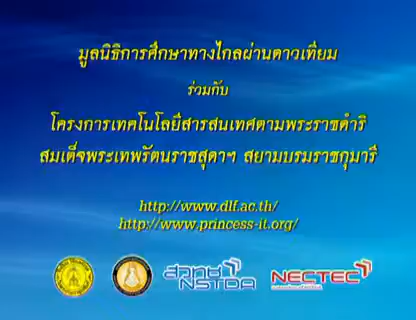 มูลนิธิการศึกษาทางไกลผ่านดาวเทียม
ร่วมกับ
โครงการเทคโนโลยีสารสนเทศตามพระราชดำริ
สมเด็จพระเทพรัตนราชสุดาฯ สยามบรมราชกุมารี
http://www.dlf.ac.th/
http://www.princess-it.org/
สวทช
NSTDA
NECTEC